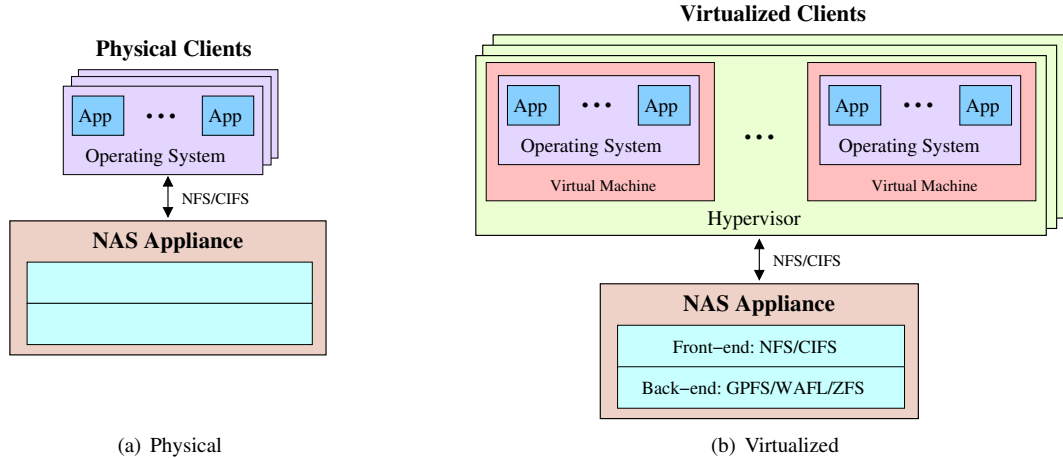 Physical Clients
App ••• App
Operating System
NFS/CIFS
NAS Appliance
(a) Physical
Virtualized Clients
App ••• App
Operating System
Virtual Machine
•••
App ••• App
Operating System
Virtual Machine
Hypervisor
NFS/CIFS
NAS Appliance
Front−end: NFS/CIFS
Back−end: GPFS/WAFL/ZFS
(b) Virtualized